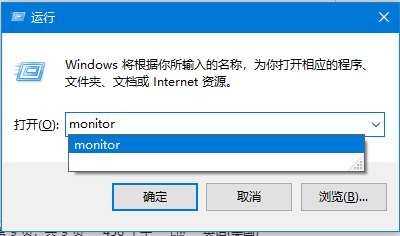 运行
Windows 将根据你所输入的名称，为你打开相应的程序、
文件夹、文档或 Internet 资源。
打开(O): monitor
monitor
确定 取消 浏览(B)...